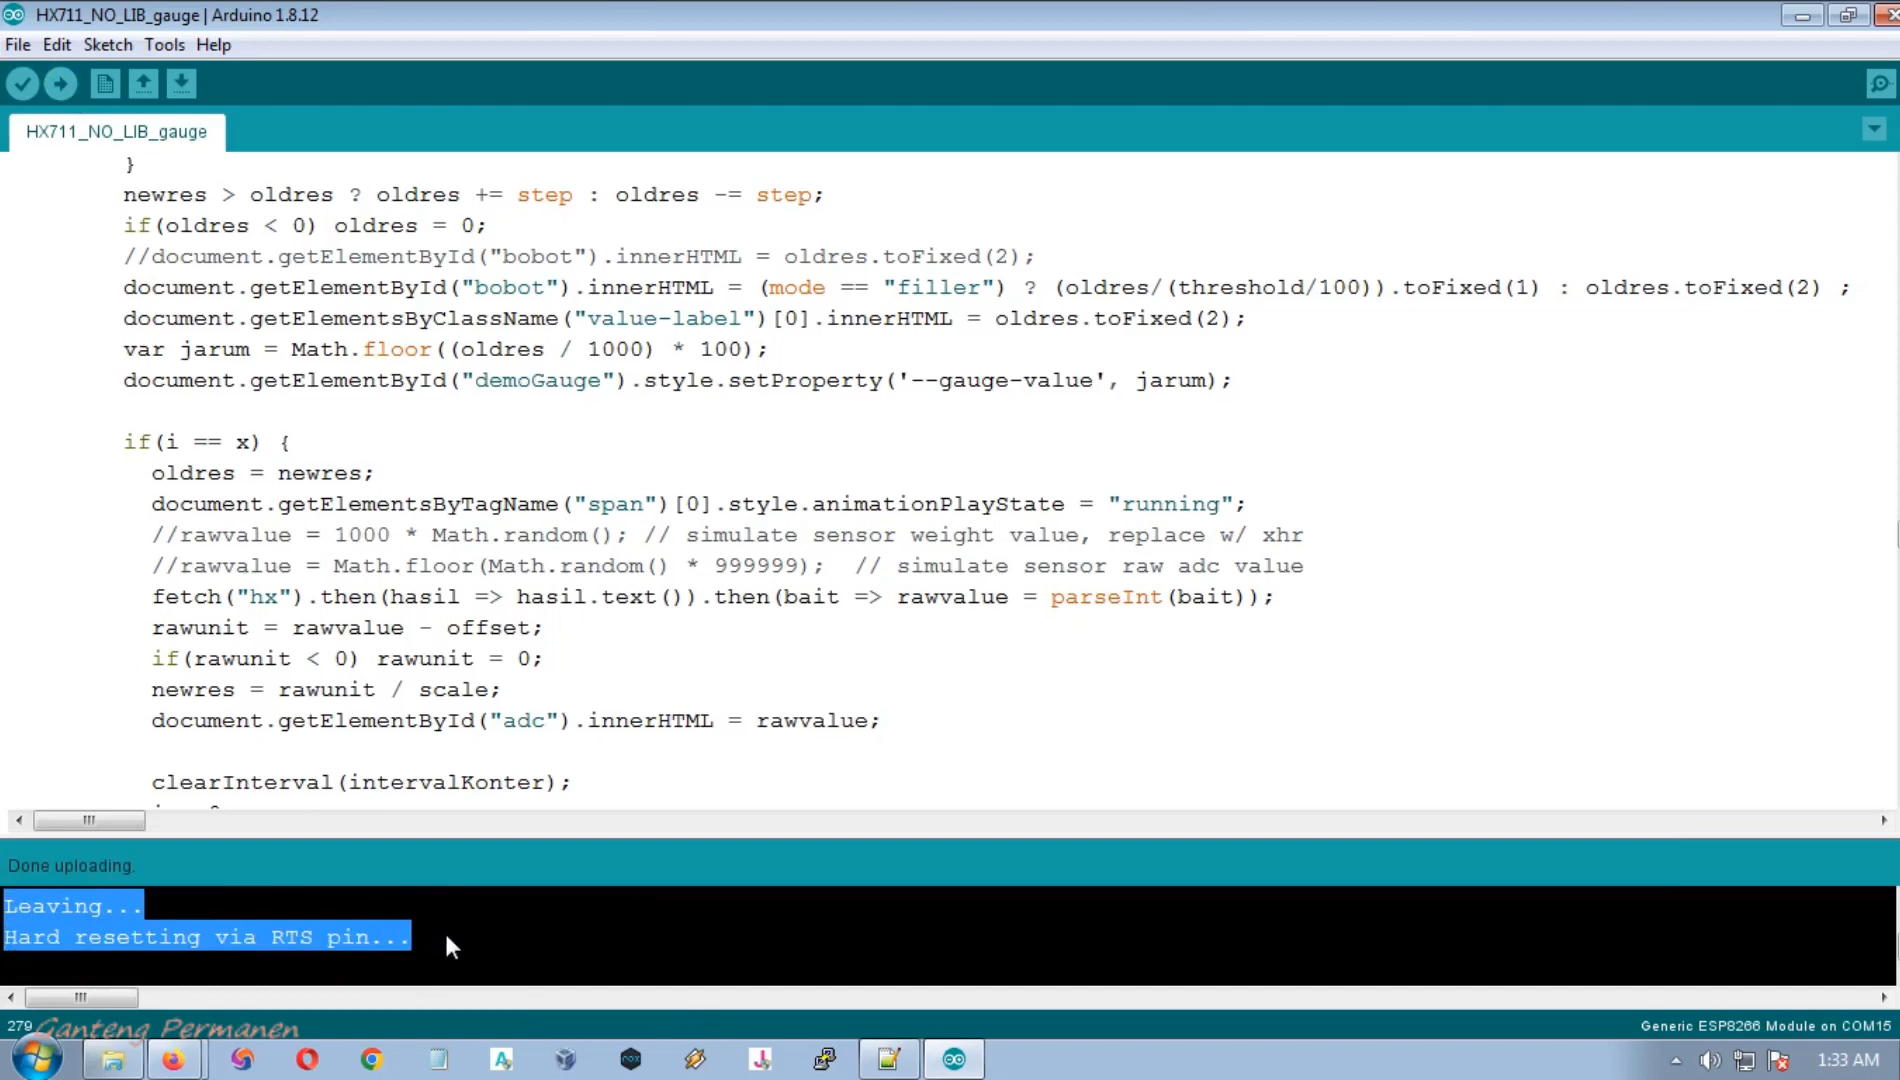 HX711_NO_LIB_gauge | Arduino 1.8.12
File Edit Sketch Tools Help
HX711_NO_LIB_gauge
}
newres > oldres ? oldres += step : oldres -= step;
if(oldres < 0) oldres = 0;
//document.getElementById("bobot").innerHTML = oldres.toFixed(2);
document.getElementById("bobot").innerHTML = (mode == "filler") ? (oldres/(threshold/100)).toFixed(1) : oldres.toFixed(2) ;
document.getElementsByClassName("value-label")[0].innerHTML = oldres.toFixed(2);
var jarum = Math.floor((oldres / 1000) * 100);
document.getElementById("demoGauge").style.setProperty('--gauge-value', jarum);
if(i == x) {
oldres = newres;
document.getElementsByTagName("span")[0].style.animationPlayState = "running";
//rawvalue = 1000 * Math.random(); // simulate sensor weight value, replace w/ xhr
//rawvalue = Math.floor(Math.random() * 999999);  // simulate sensor raw adc value
fetch("hx").then(hasil => hasil.text()).then(bait => rawvalue = parseInt(bait));
rawunit = rawvalue - offset;
if(rawunit < 0) rawunit = 0;
newres = rawunit / scale;
document.getElementById("adc").innerHTML = rawvalue;
clearInterval(intervalKonter);
Done uploading.
Leaving...
Hard resetting via RTS pin...
279 Ganteng Permanen
Generic ESP8266 Module on COM15
1:33 AM